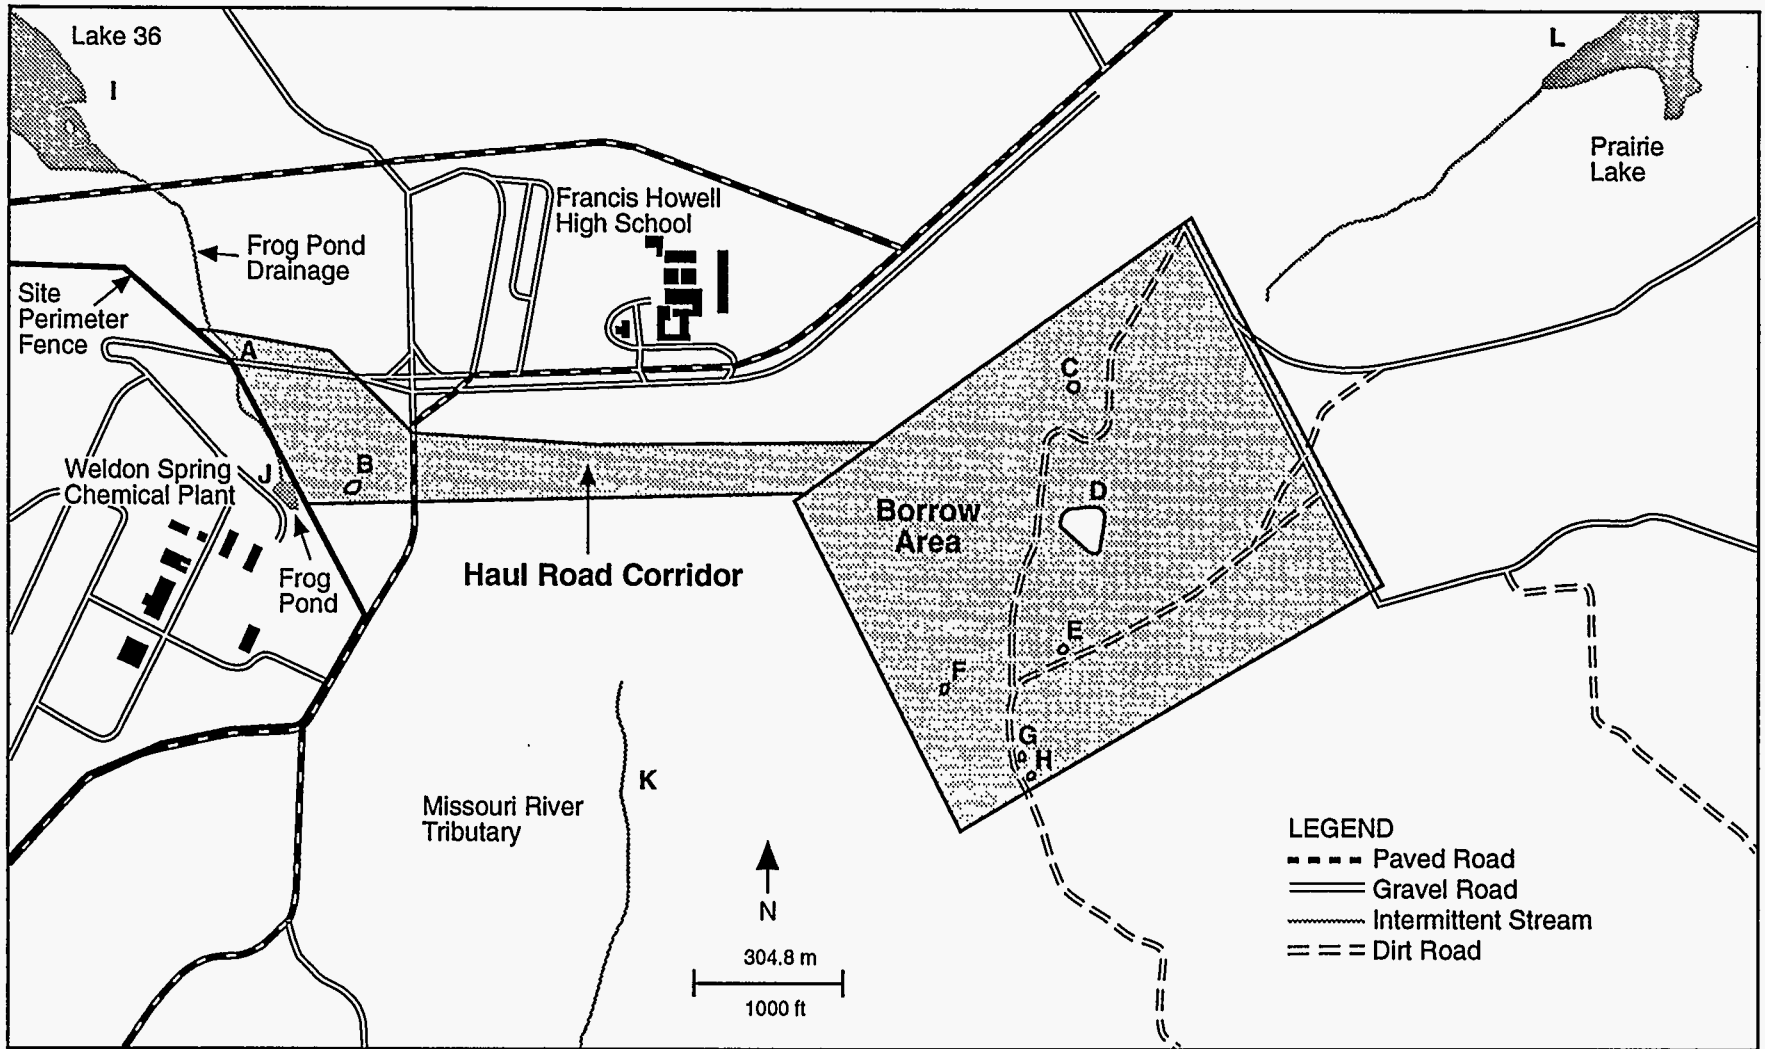 Lake 36
I
L
Prairie
Lake
Francis Howell
High School
Frog Pond
Drainage
Site
Perimeter
Fence
A
C
B
J
Weldon Spring
Chemical Plant
D
Borrow
Area
Haul Road Corridor
Frog
Pond
E
F
G
H
K
Missouri River
Tributary
N
304.8 m
1000 ft
LEGEND
Paved Road
Gravel Road
Intermittent Stream
Dirt Road